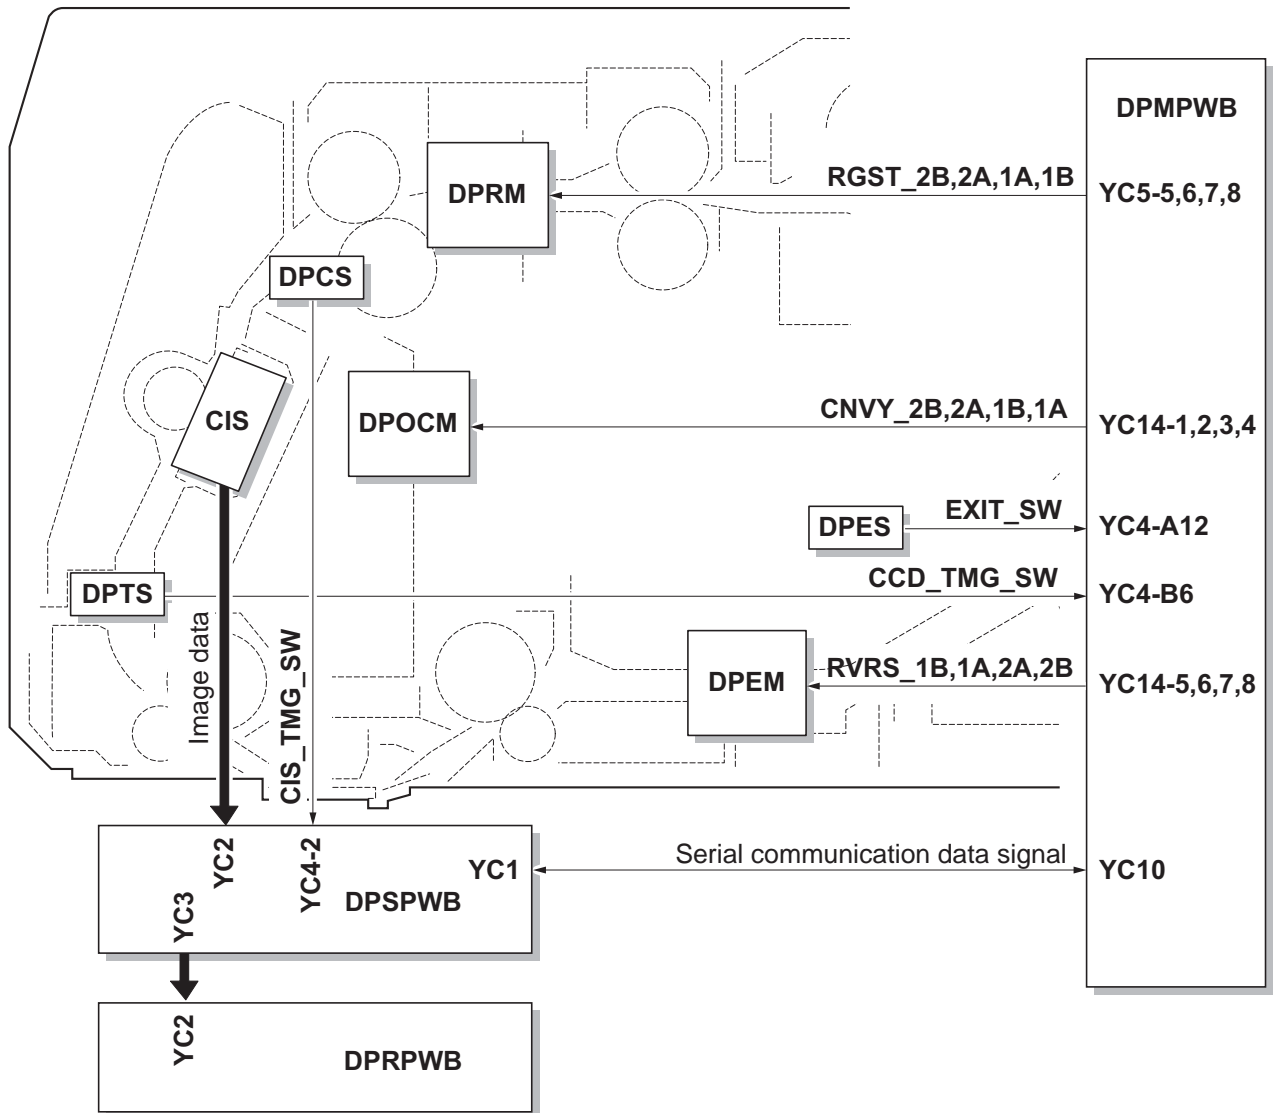 DPMPWB
DPRM
RGST_2B,2A,1A,1B
YC5-5,6,7,8
DPCS
CIS
DPOCM
CNVY_2B,2A,1B,1A
YC14-1,2,3,4
DPES
EXIT_SW
YC4-A12
DPTS
CCD_TMG_SW
YC4-B6
Image data
CIS_TMG_SW
DPEM
RVRS_1B,1A,2A,2B
YC14-5,6,7,8
YC2
YC4-2
YC1
Serial communication data signal
YC10
YC3
DPSPWB
YC2
DPRPWB